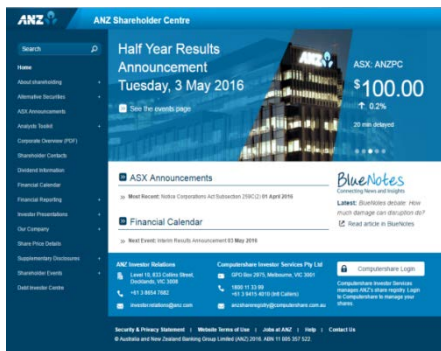 ANZ
ANZ Shareholder Centre
Search
Home
About shareholding
Alternative Securities
ASX Announcements
Analysts Toolkit
Corporate Overview (PDF)
Shareholder Contacts
Dividend Information
Financial Calendar
Financial Reporting
Investor Presentations
Our Company
Share Price Details
Supplementary Disclosures
Shareholder Events
Debt Investor Centre
Half Year Results
Announcement
Tuesday, 3 May 2016
See the events page
ANZ
ASX: ANZPC
$100.00
0.2%
20 min delayed
ASX Announcements
Most Recent: Notice Corporations Act Subsection 259C(2) 01 April 2016
Financial Calendar
Next Event: Interim Results Announcement 03 May 2016
BlueNotes
Connecting News and Insights
Latest: BlueNotes debate: How
much damage can disruption do?
Read article in BlueNotes
ANZ Investor Relations
Level 10, 833 Collins Street,
Docklands, VIC 3008
+61 3 8654 7682
investor.relations@anz.com
Computershare Investor Services Pty Ltd
GPO Box 2975, Melbourne, VIC 3001
1800 11 33 99
+61 3 9415 4010 (Intl Callers)
anzshareregistry@computershare.com.au
Computershare Login
Computershare Investor Services
manages ANZ's share registry. Login
to Computershare to manage your
shares
Security & Privacy Statement | Website Terms of Use | Jobs at ANZ | Help | Contact Us
© Australia and New Zealand Banking Group Limited (ANZ) 2016. ABN 11 005 357 522.